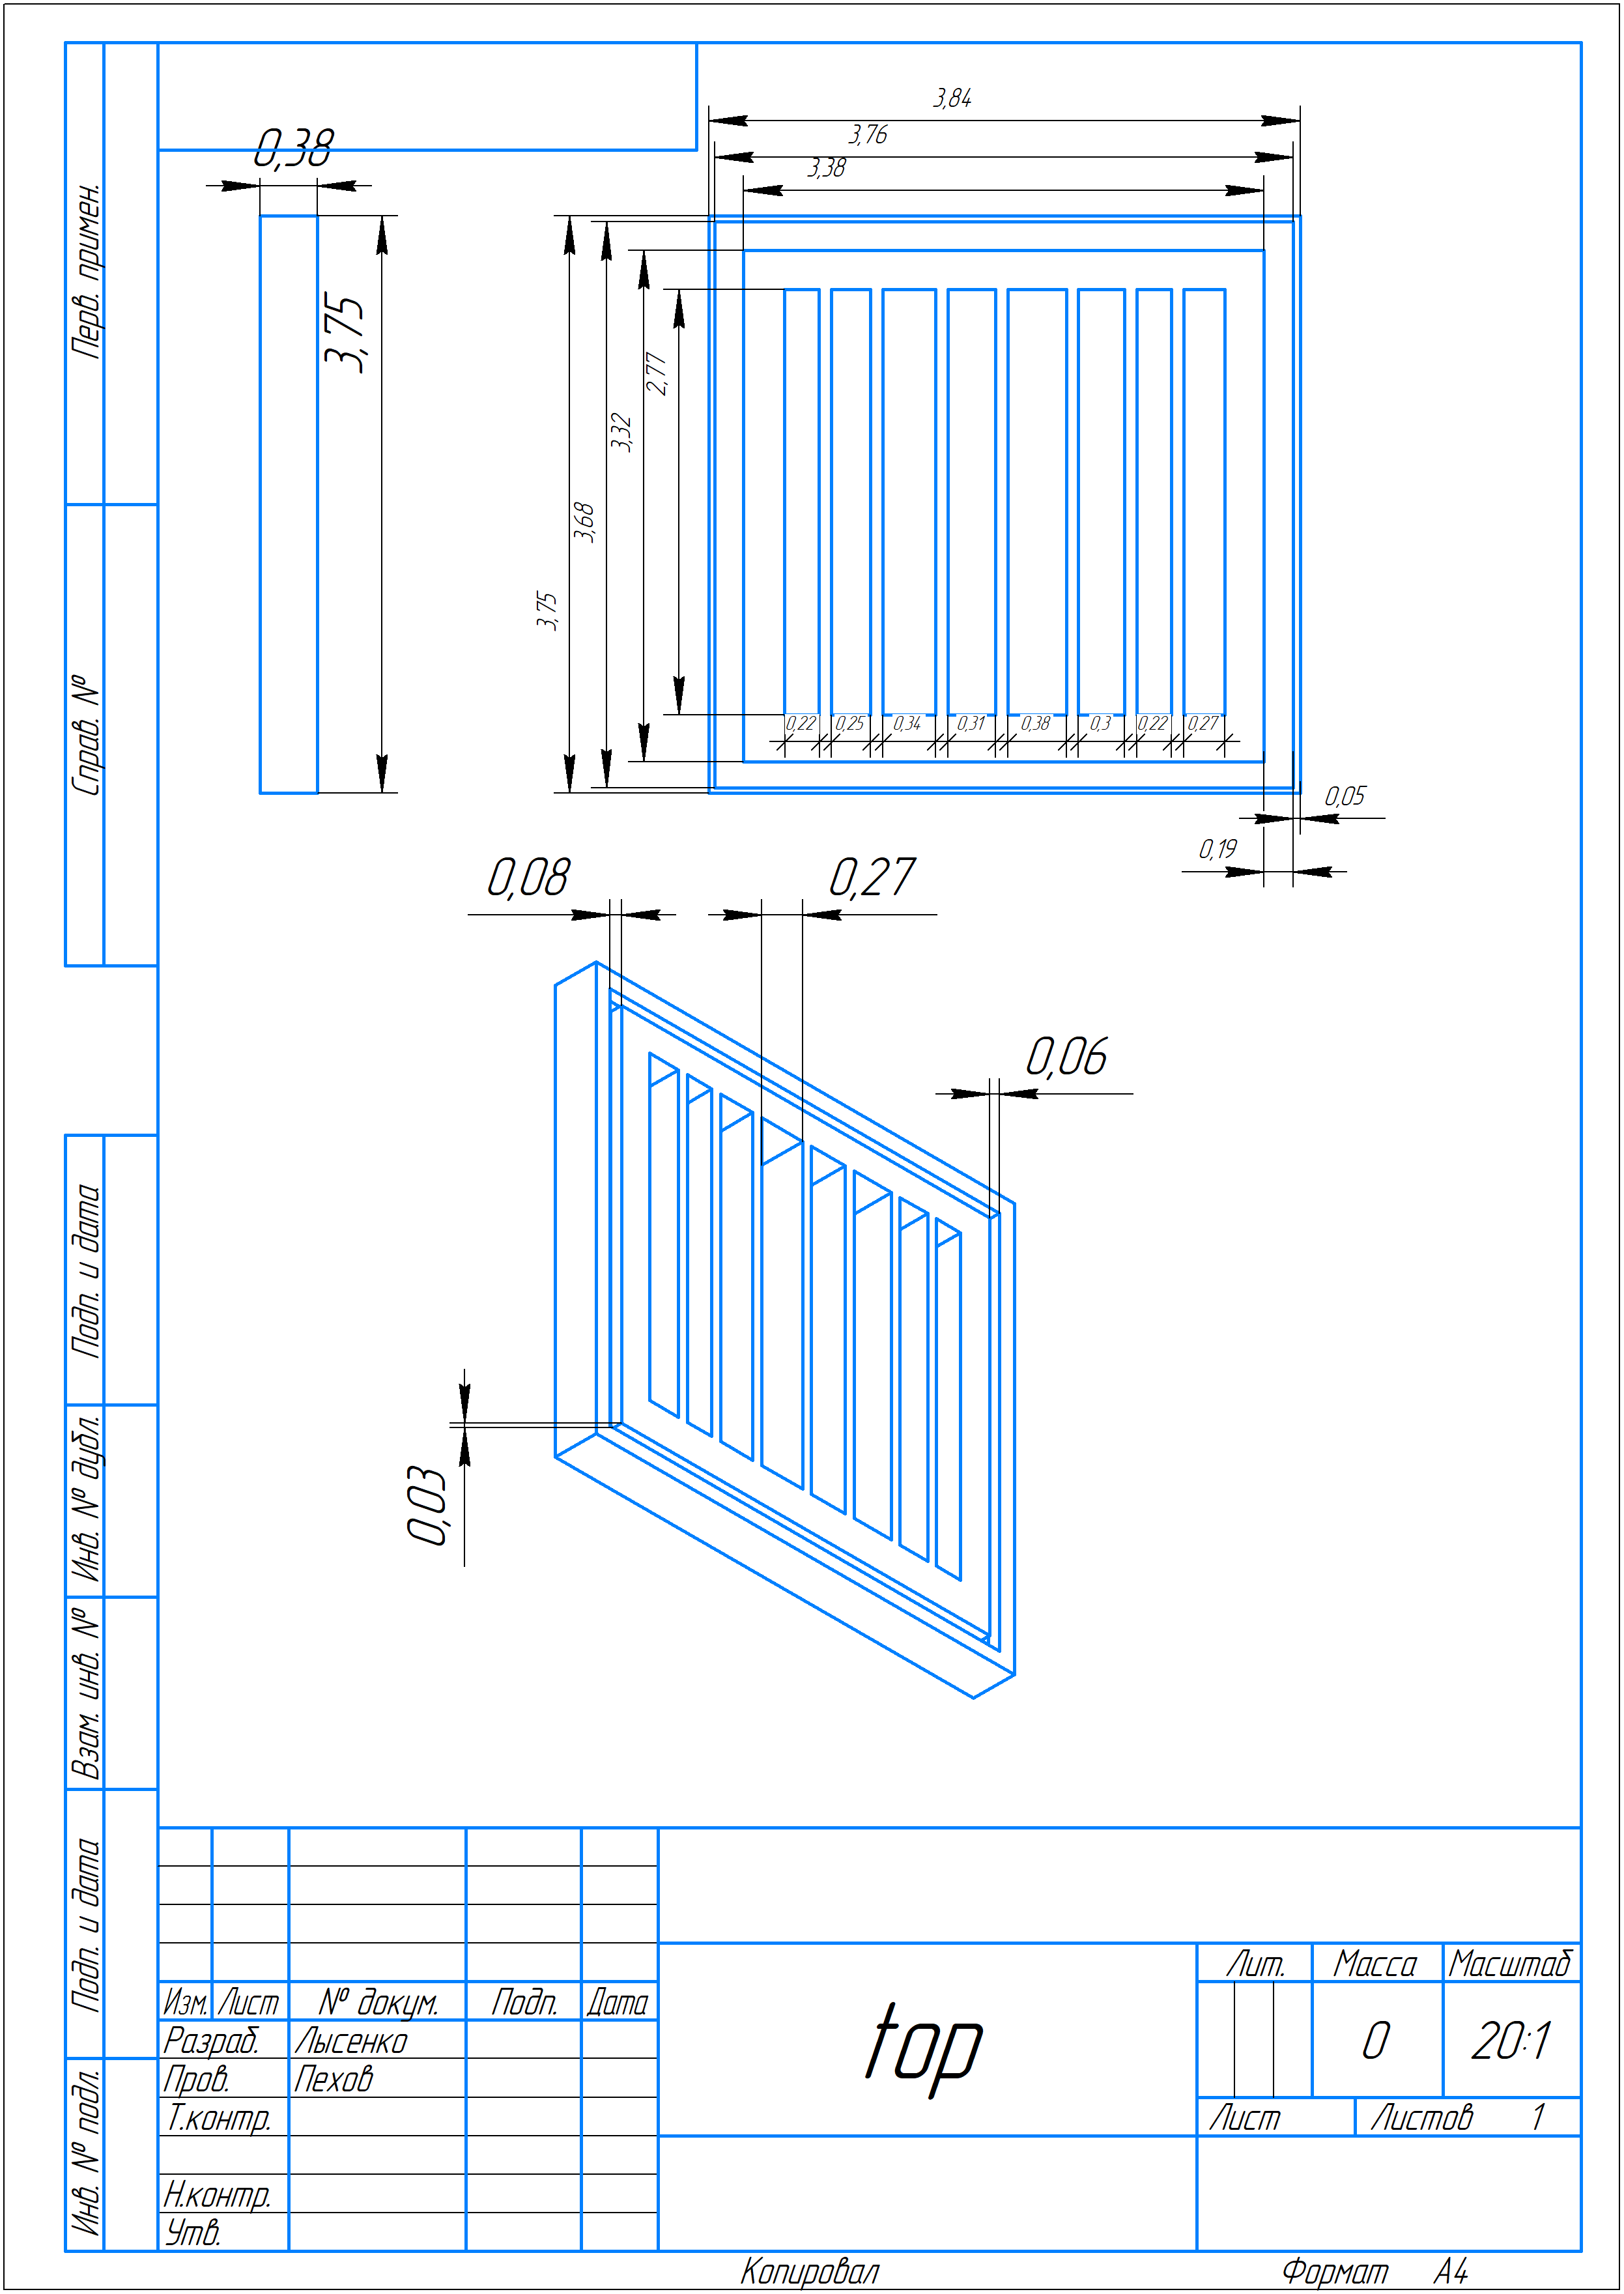 3,84
3,76
3,38
0,38
3,75
2,77
3,32
3,68
3,75
0,22 0,25 0,34 0,31 0,38 0,3 0,22 0,27
0,05
0,19
0,08 0,27
0,06
0,03
Перв. примен.
Справ. №
Подп. и дата
Инв. № дубл.
Взам. инв. №
Подп. и дата
Инв. № подл.
Изм. Лист № докум. Подп. Дата
Разраб. Лысенко
Пров. Пехов
Т.контр.
Н.контр.
Утв.
top
Лит. Масса Масштаб
0 20:1
Лист Листов 1
Копировал Формат А4